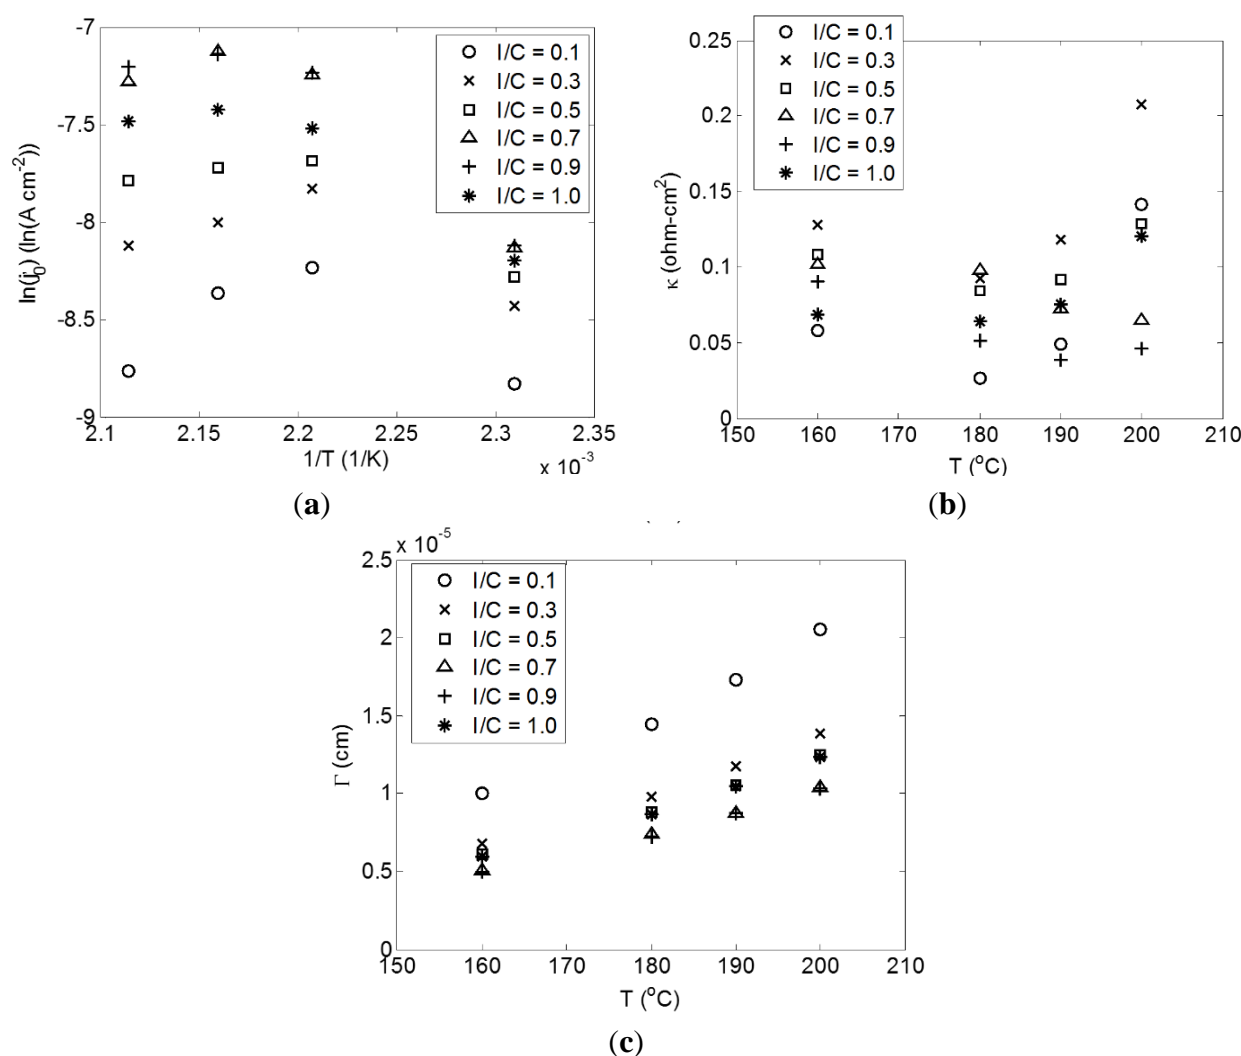 -7
-7.5
-8
-8.5
-9
ln(j0) (ln(A cm-2))
I/C = 0.1
I/C = 0.3
I/C = 0.5
I/C = 0.7
I/C = 0.9
I/C = 1.0
2.1 2.15 2.2 2.25 2.3 2.35
1/T (1/K)
x 10-3
(a)
0.25
0.2
0.15
0.1
0.05
0
κ (ohm-cm2)
I/C = 0.1
I/C = 0.3
I/C = 0.5
I/C = 0.7
I/C = 0.9
I/C = 1.0
150 160 170 180 190 200 210
T (oC)
(b)
x 10-5
2.5
2
1.5
1
0.5
0
Γ (cm)
I/C = 0.1
I/C = 0.3
I/C = 0.5
I/C = 0.7
I/C = 0.9
I/C = 1.0
150 160 170 180 190 200 210
T (oC)
(c)